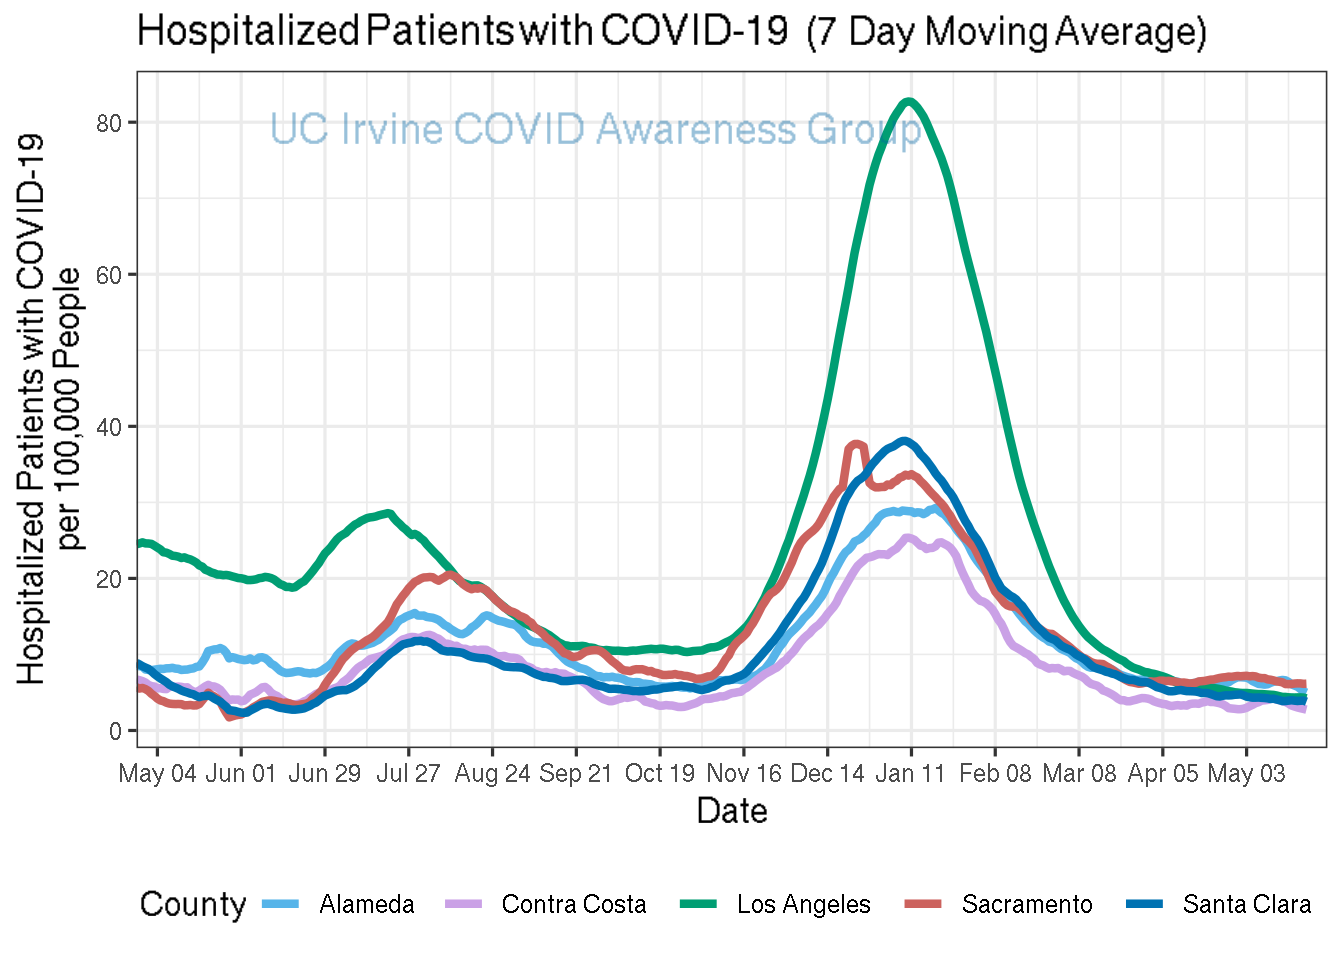 Hospitalized Patients with COVID-19 (7 Day Moving Average)
UC Irvine COVID Awareness Group
Hospitalized Patients with COVID-19
per 100,000 People
80
60
40
20
0
May 04 Jun 01 Jun 29 Jul 27 Aug 24 Sep 21 Oct 19 Nov 16 Dec 14 Jan 11 Feb 08 Mar 08 Apr 05 May 03
Date
County Alameda Contra Costa Los Angeles Sacramento Santa Clara